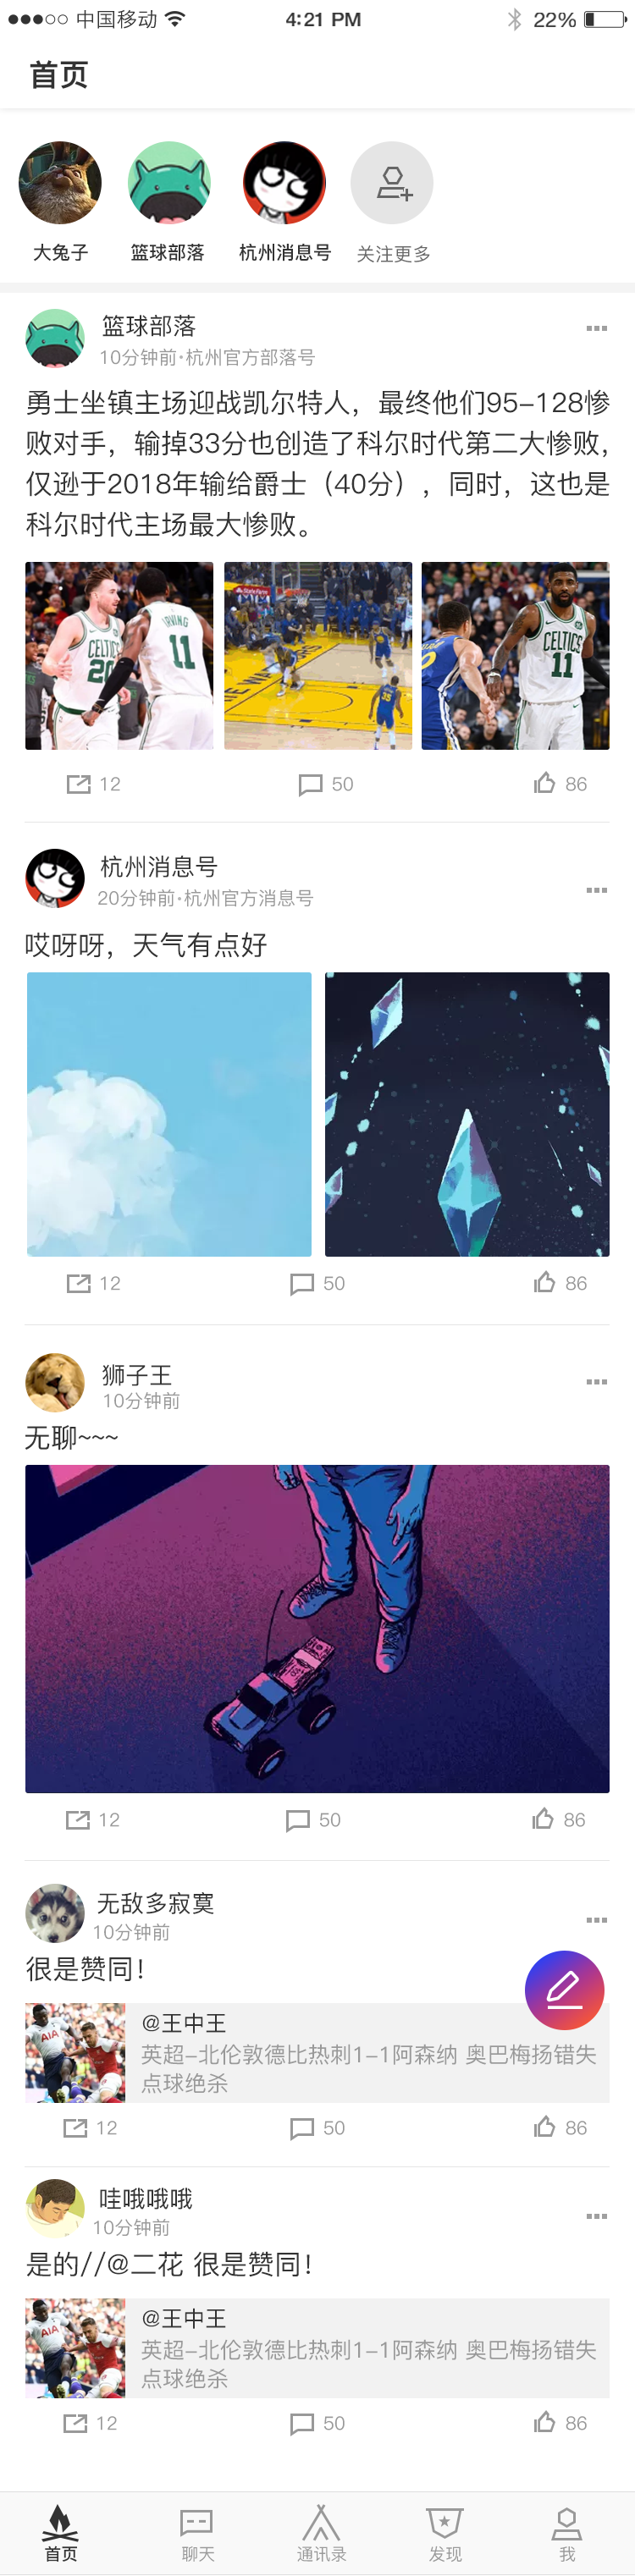 中国移动
4:21 PM
22%
首页
大兔子
篮球部落
杭州消息号
关注更多
篮球部落
10分钟前·杭州官方部落号
勇士坐镇主场迎战凯尔特人，最终他们95-128惨
败对手，输掉33分也创造了科尔时代第二大惨败，
仅逊于2018年输给爵士（40分），同时，这也是
科尔时代主场最大惨败。
CELTICS
20
IRVING
11
35
CELTICS
11
12
50
86
杭州消息号
20分钟前·杭州官方消息号
哎呀呀，天气有点好
12
50
86
狮子王
10分钟前
无聊~~~
12
50
86
无敌多寂寞
10分钟前
很是赞同！
AIA
@王中王
英超-北伦敦德比热刺1-1阿森纳 奥巴梅扬错失
点球绝杀
12
50
86
哇哦哦哦
10分钟前
是的//@二花 很是赞同！
AIA
@王中王
英超-北伦敦德比热刺1-1阿森纳 奥巴梅扬错失
点球绝杀
12
50
86
首页
聊天
通讯录
发现
我